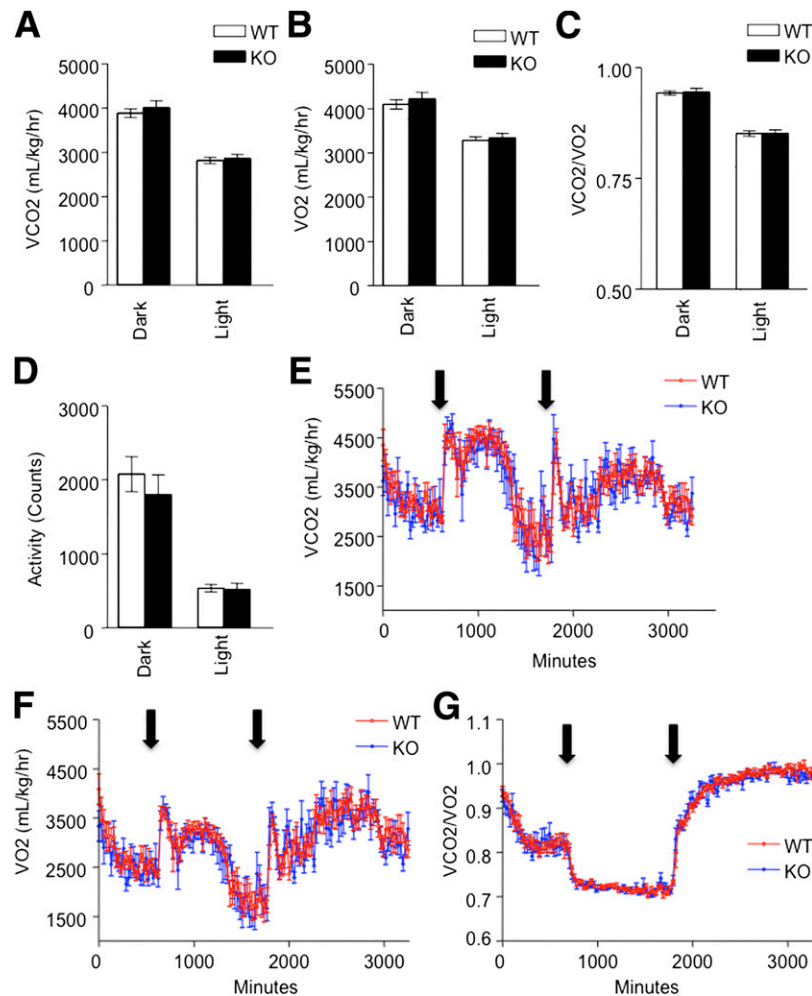 A
WT
KO
VCO2 (mL/kg/hr)
5000
4000
3000
2000
1000
0
Dark
Light
B
WT
KO
VO2 (mL/kg/hr)
5000
4000
3000
2000
1000
0
Dark
Light
C
WT
KO
VCO2/VO2
1.00
0.75
0.50
Dark
Light
D
Activity (Counts)
3000
2000
1000
0
Dark
Light
E
WT
KO
VCO2 (mL/kg/hr)
5500
4500
3500
2500
1500
0 1000 2000 3000
Minutes
F
WT
KO
VO2 (mL/kg/hr)
5500
4500
3500
2500
1500
0 1000 2000 3000
Minutes
G
VCO2/VO2
1.1
1.0
0.9
0.8
0.7
0.6
WT
KO
0 1000 2000 3000
Minutes